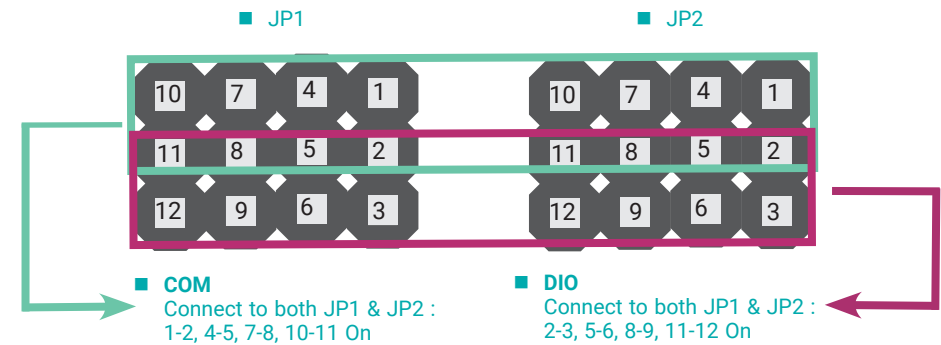 ■ JP1
■ JP2
10 7 4 1 10 7 4 1
11 8 5 2 11 8 5 2
12 9 6 3 12 9 6 3
■ COM
Connect to both JP1 & JP2 :
1-2, 4-5, 7-8, 10-11 On
■ DIO
Connect to both JP1 & JP2 :
2-3, 5-6, 8-9, 11-12 On